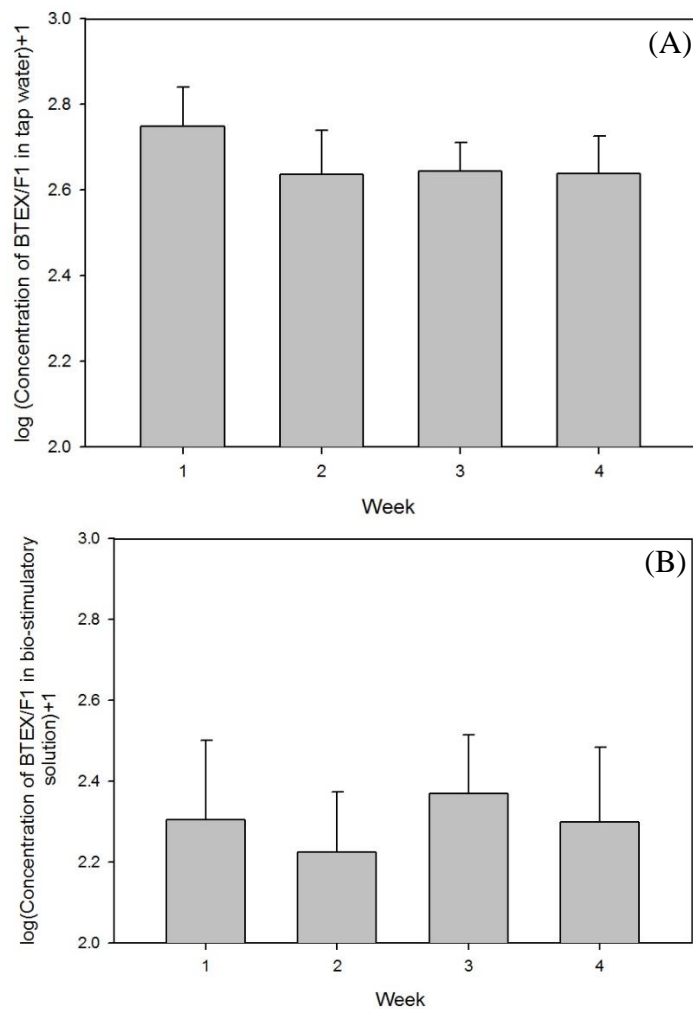 (A)
log (Concentration of BTEX/F1 in tap water)+1
3.0
2.8
2.6
2.4
2.2
2.0
1 2 3 4
Week
(B)
log(Concentration of BTEX/F1 in bio-stimulatory
solution)+1
3.0
2.8
2.6
2.4
2.2
2.0
1 2 3 4
Week